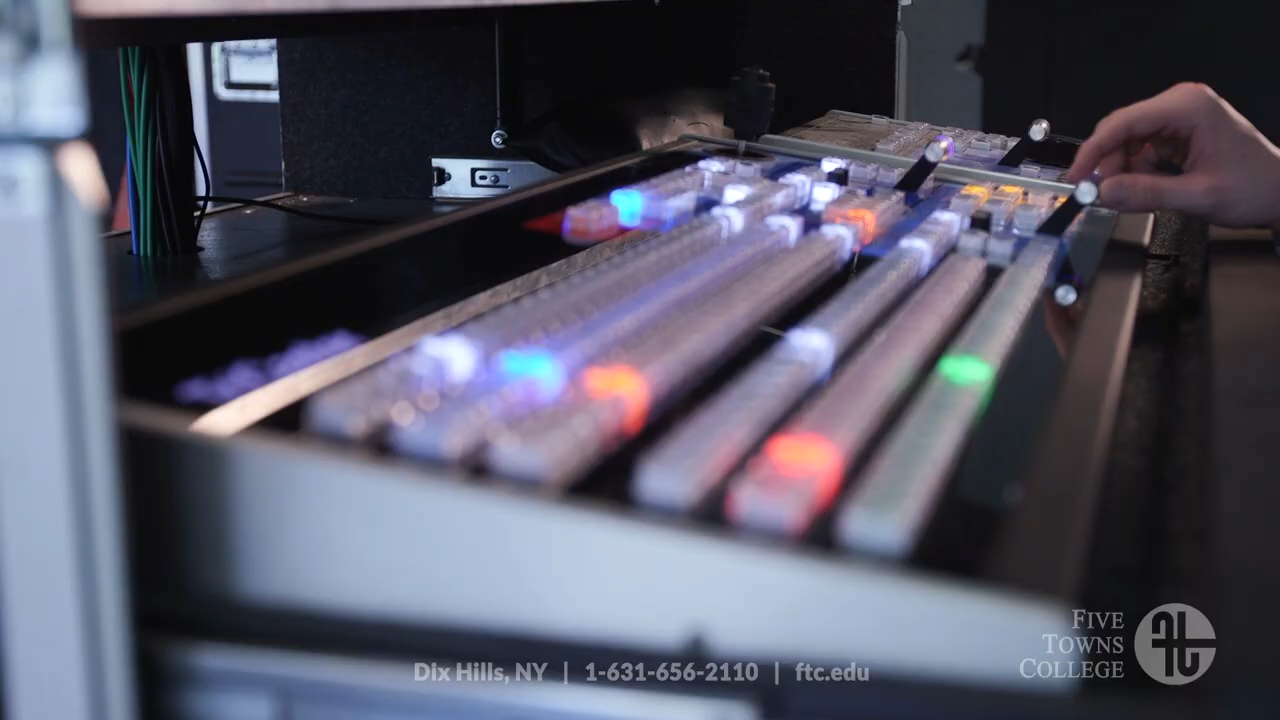 FIVE
TOWNS
COLLEGE
Dix Hills, NY | 1-631-656-2110 | ftc.edu